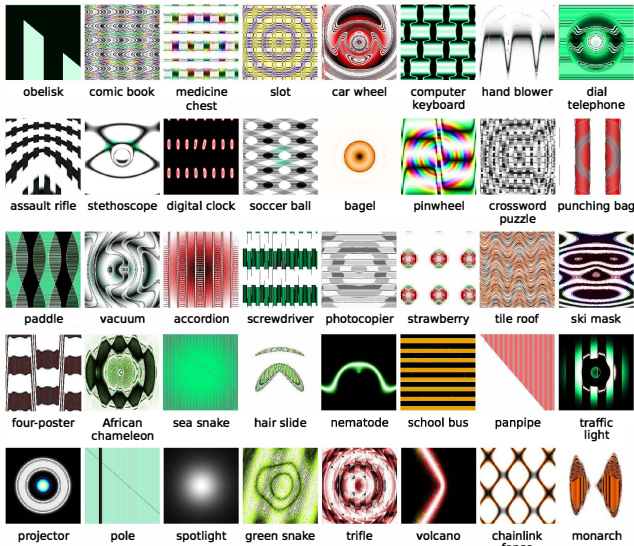 obelisk comic book medicine chest slot car wheel computer keyboard hand blower dial telephone
assault rifle stethoscope digital clock soccer ball bagel pinwheel crossword puzzle punching bag
paddle vacuum accordion screwdriver photocopier strawberry tile roof ski mask
four-poster African chameleon sea snake hair slide nematode school bus panpipe traffic light
projector pole spotlight green snake trifle volcano chainlink monarch